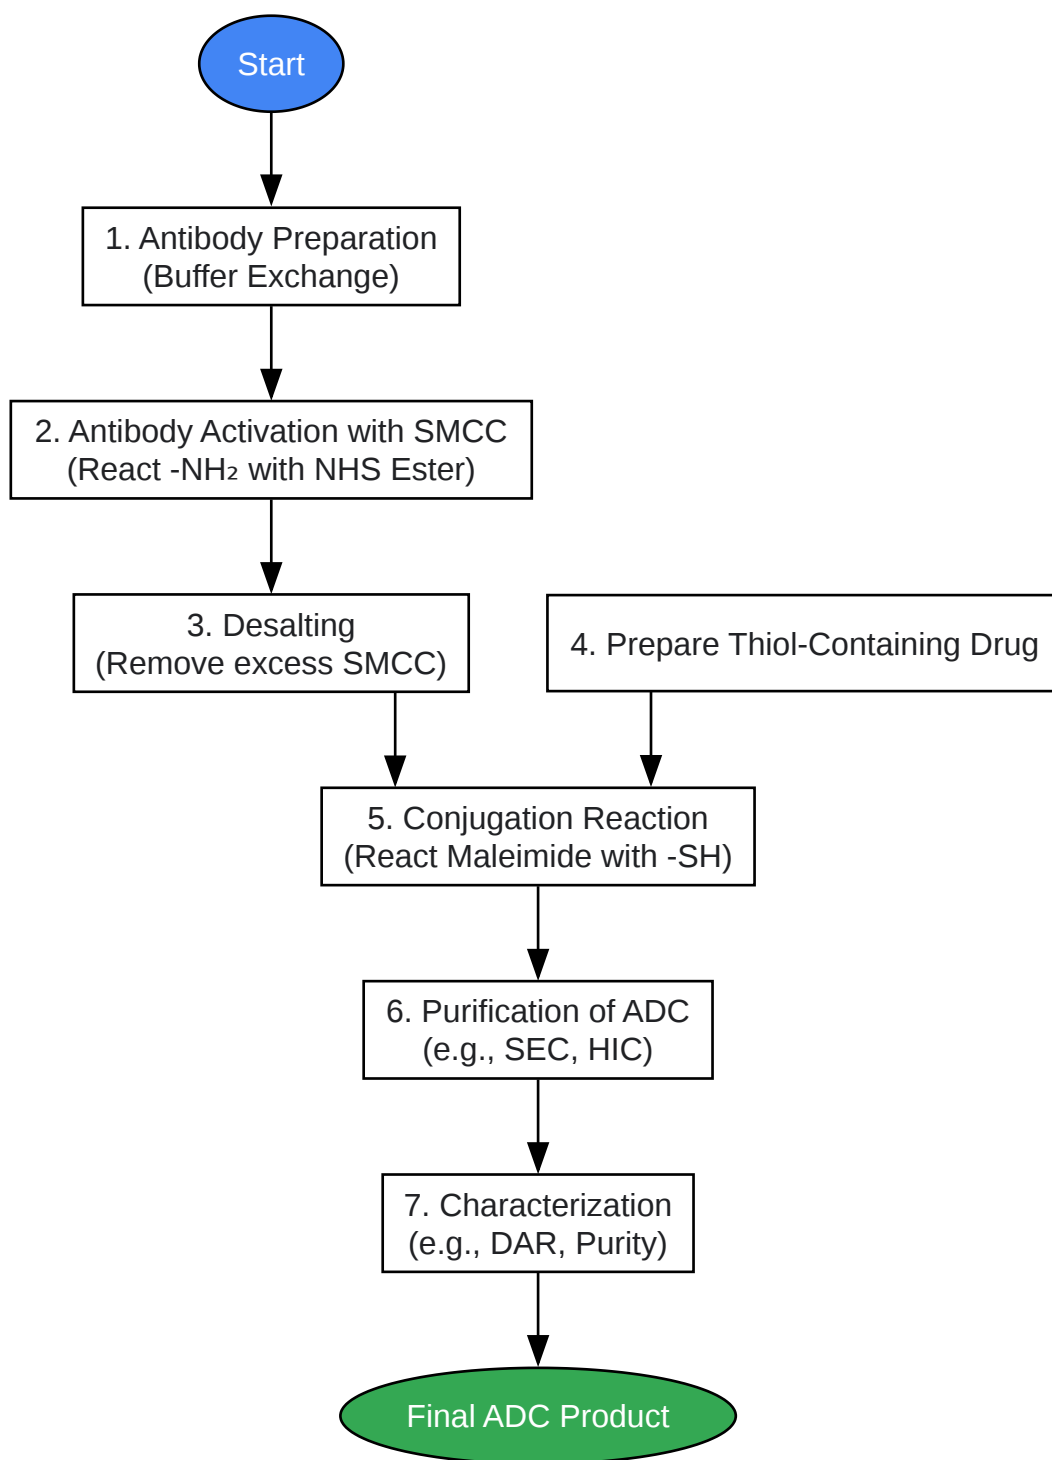 Start
1. Antibody Preparation
(Buffer Exchange)
2. Antibody Activation with SMCC
(React -NH₂ with NHS Ester)
3. Desalting
(Remove excess SMCC)
4. Prepare Thiol-Containing Drug
5. Conjugation Reaction
(React Maleimide with -SH)
6. Purification of ADC
(e.g., SEC, HIC)
7. Characterization
(e.g., DAR, Purity)
Final ADC Product